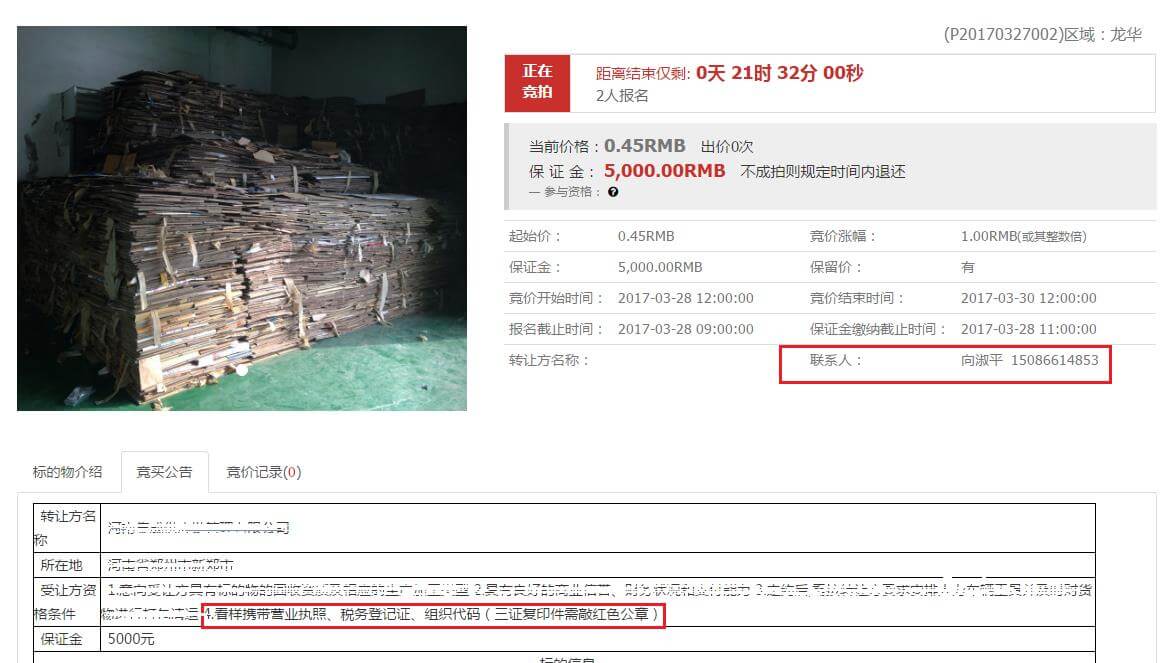 (P20170327002)区域：龙华
正在
竞拍
距离结束仅剩: 0天 21时 32分 00秒
2人报名
当前价格：0.45RMB 出价0次
保 证 金： 5,000.00RMB 不成拍则规定时间内退还
— 参与资格：
起始价： 0.45RMB 竞价涨幅： 1.00RMB(或其整数倍)
保证金： 5,000.00RMB 保留价： 有
竞价开始时间： 2017-03-28 12:00:00 竞价结束时间： 2017-03-30 12:00:00
报名截止时间： 2017-03-28 09:00:00 保证金缴纳截止时间： 2017-03-28 11:00:00
转让方名称： 联系人： 向淑平 15086614853
标的物介绍 竞买公告 竞价记录(0)
转让方名
称
所在地
受让方资
格条件 4.看样携带营业执照、税务登记证、组织代码（三证复印件需敲红色公章）
保证金 5000元
标的信息